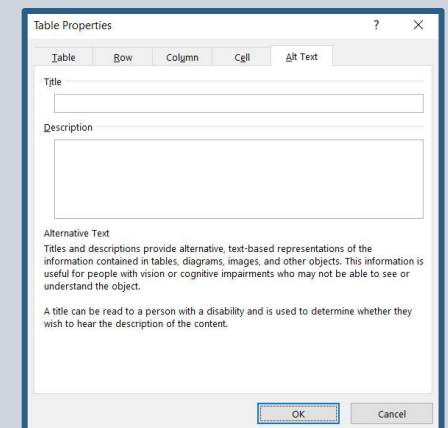 Table Properties ? ×
Table Row Column Cell Alt Text
Title
Description
Alternative Text
Titles and descriptions provide alternative, text-based representations of the
information contained in tables, diagrams, images, and other objects. This information is
useful for people with vision or cognitive impairments who may not be able to see or
understand the object.
A title can be read to a person with a disability and is used to determine whether they
wish to hear the description of the content.
OK Cancel